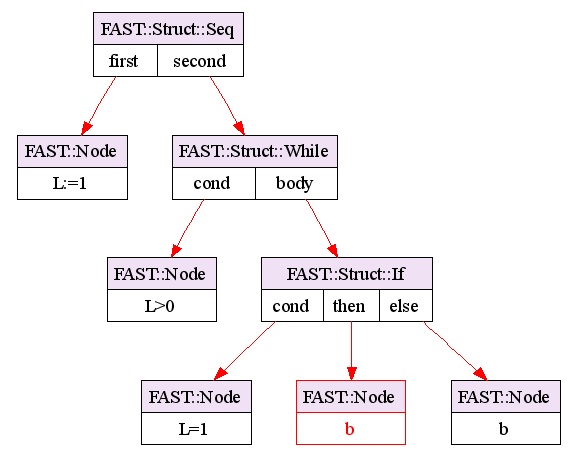 FAST::Struct::Seq
first second
FAST::Node
L:=1
FAST::Struct::While
cond body
FAST::Node
L>0
FAST::Struct::If
cond then else
FAST::Node
L=1
FAST::Node
b
FAST::Node
b